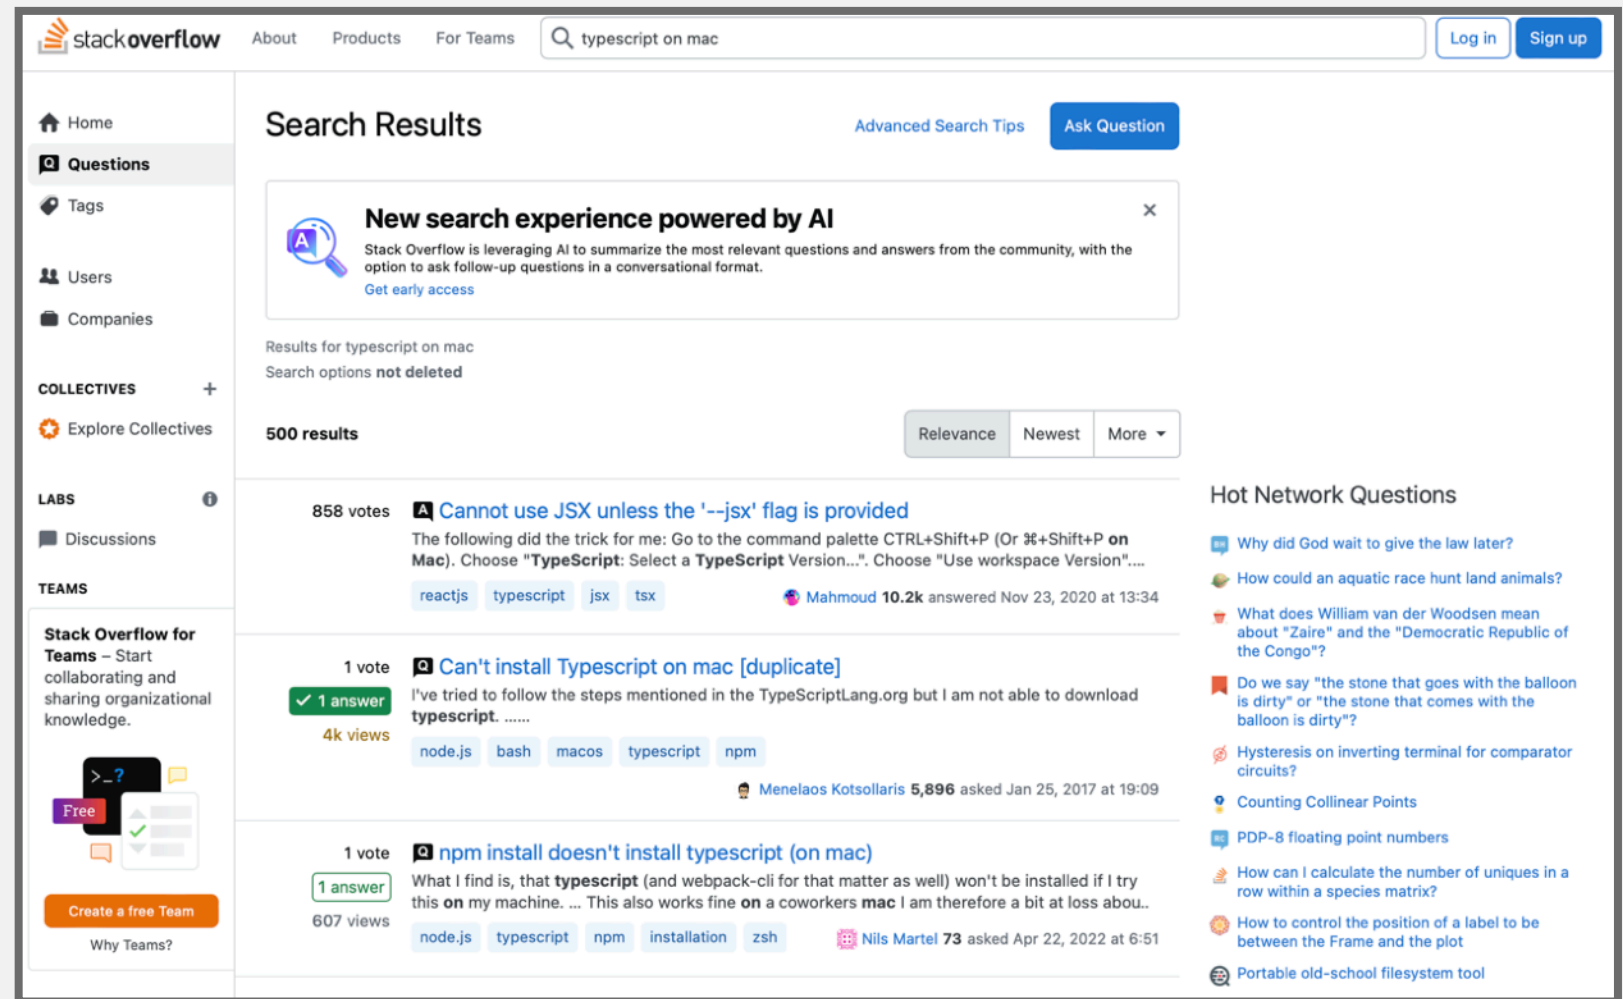 stackoverflow
About
Products
For Teams
typescript on mac
Log in
Sign up
Home
Questions
Tags
Users
Companies
COLLECTIVES
Explore Collectives
LABS
Discussions
TEAMS
Stack Overflow for
Teams – Start
collaborating and
sharing organizational
knowledge.
>_?
Free
Create a free Team
Why Teams?
Search Results
Advanced Search Tips
Ask Question
A
New search experience powered by AI
Stack Overflow is leveraging AI to summarize the most relevant questions and answers from the community, with the
option to ask follow-up questions in a conversational format.
Get early access
Results for typescript on mac
Search options not deleted
500 results
Relevance
Newest
More
858 votes
A Cannot use JSX unless the '--jsx' flag is provided
The following did the trick for me: Go to the command palette CTRL+Shift+P (Or ⌘+Shift+P on
Mac). Choose "TypeScript: Select a TypeScript Version...". Choose "Use workspace Version"....
reactjs typescript jsx tsx
Mahmoud 10.2k answered Nov 23, 2020 at 13:34
1 vote
✓ 1 answer
4k views
Q Can't install Typescript on mac [duplicate]
I've tried to follow the steps mentioned in the TypeScriptLang.org but I am not able to download
typescript. ......
node.js bash macos typescript npm
Menelaos Kotsollaris 5,896 asked Jan 25, 2017 at 19:09
1 vote
1 answer
607 views
Q npm install doesn't install typescript (on mac)
What I find is, that typescript (and webpack-cli for that matter as well) won't be installed if I try
this on my machine. ... This also works fine on a coworkers mac I am therefore a bit at loss abou..
node.js typescript npm installation zsh
Nils Martel 73 asked Apr 22, 2022 at 6:51
Hot Network Questions
Why did God wait to give the law later?
How could an aquatic race hunt land animals?
What does William van der Woodsen mean
about "Zaire" and the "Democratic Republic of
the Congo"?
Do we say "the stone that goes with the balloon
is dirty" or "the stone that comes with the
balloon is dirty"?
Hysteresis on inverting terminal for comparator
circuits?
Counting Collinear Points
PDP-8 floating point numbers
How can I calculate the number of uniques in a
row within a species matrix?
How to control the position of a label to be
between the Frame and the plot
Portable old-school filesystem tool